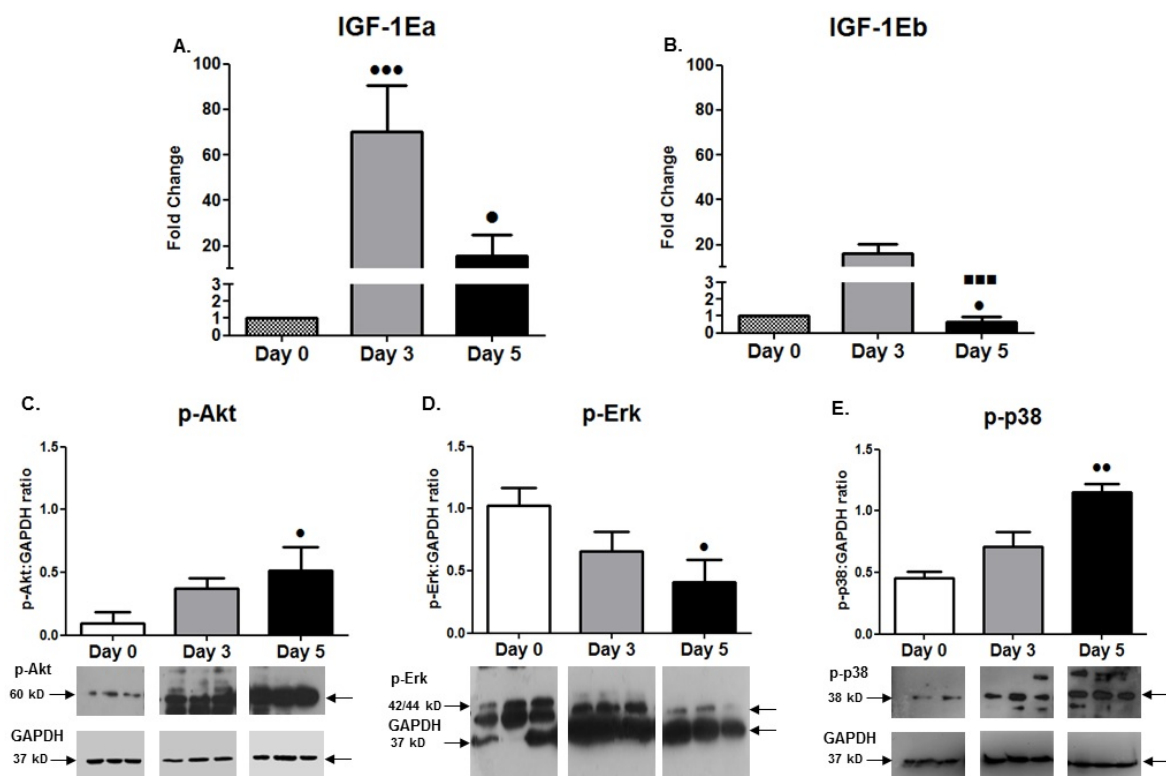 A.
IGF-1Ea
Fold Change
100
80
60
40
20
3
2
1
0
Day 0 Day 3 Day 5
B.
IGF-1Eb
Fold Change
100
80
60
40
20
3
2
1
0
Day 0 Day 3 Day 5
C.
p-Akt
p-Akt:GAPDH ratio
1.5
1.0
0.5
0.0
Day 0 Day 3 Day 5
p-Akt
60 kD
GAPDH
37 kD
D.
p-Erk
p-Erk:GAPDH ratio
1.5
1.0
0.5
0.0
Day 0 Day 3 Day 5
p-Erk
42/44 kD
GAPDH
37 kD
E.
p-p38
p-p38:GAPDH ratio
1.5
1.0
0.5
0.0
Day 0 Day 3 Day 5
p-p38
38 kD
GAPDH
37 kD